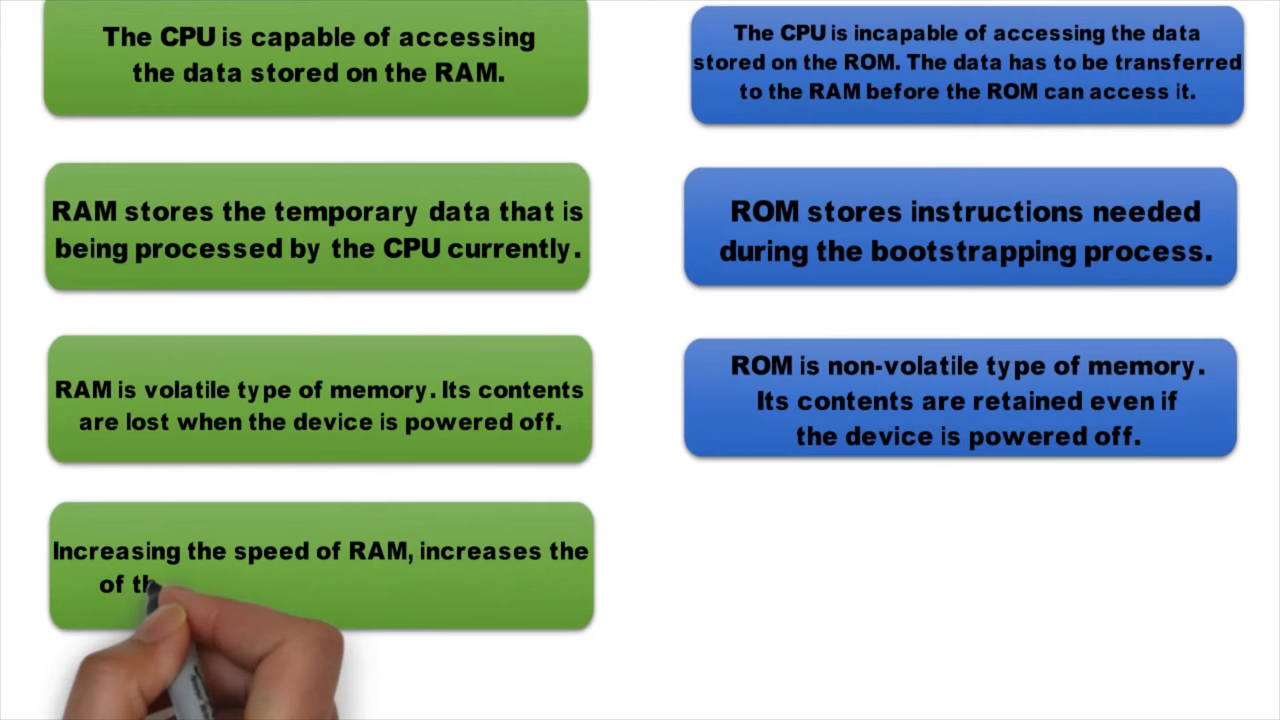 The CPU is capable of accessing
the data stored on the RAM.
The CPU is incapable of accessing the data
stored on the ROM. The data has to be transferred
to the RAM before the ROM can access it.
RAM stores the temporary data that is
being processed by the CPU currently.
ROM stores instructions needed
during the bootstrapping process.
RAM is volatile type of memory. Its contents
are lost when the device is powered off.
ROM is non-volatile type of memory.
Its contents are retained even if
the device is powered off.
Increasing the speed of RAM, increases the
of th